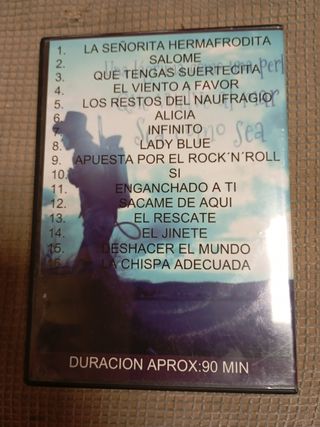 1. LA SEÑORITA HERMAFRODITA
2. SALOME
3. QUE TENGAS SUERTECITA
4. EL VIENTO A FAVOR
5. LOS RESTOS DEL NAUFRAGIO
6. ALICIA
7. INFINITO
8. LADY BLUE
9. APUESTA POR EL ROCK´N´ROLL
10. SI
11. ENGANCHADO A TI
12. SACAME DE AQUI
13. EL RESCATE
14. EL JINETE
15. DESHACER EL MUNDO
16. LA CHISPA ADECUADA
sea
DURACION APROX:90 MIN